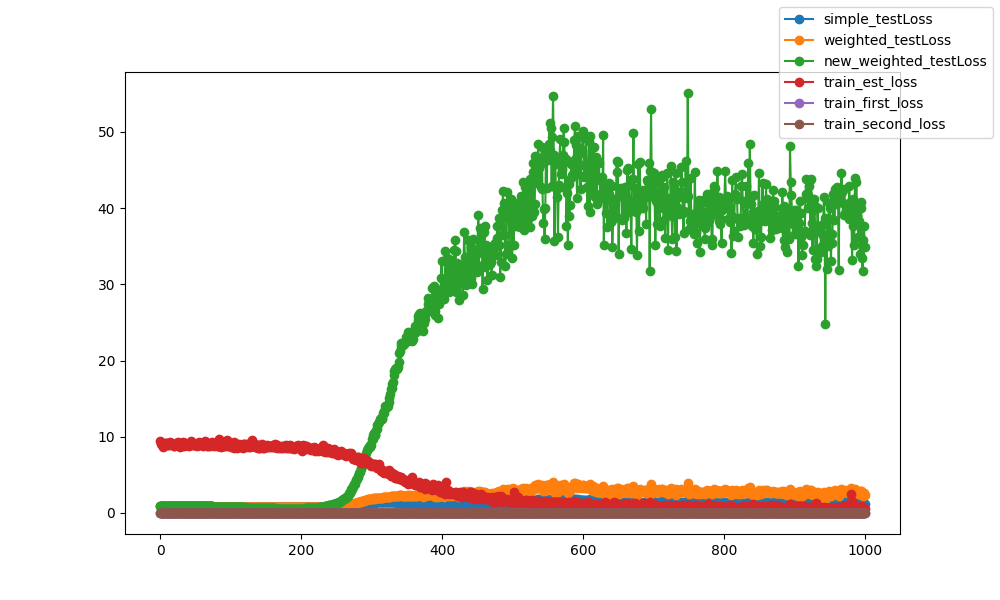 simple_testLoss
weighted_testLoss
new_weighted_testLoss
train_est_loss
train_first_loss
train_second_loss
50
40
30
20
10
0
0 200 400 600 800 1000